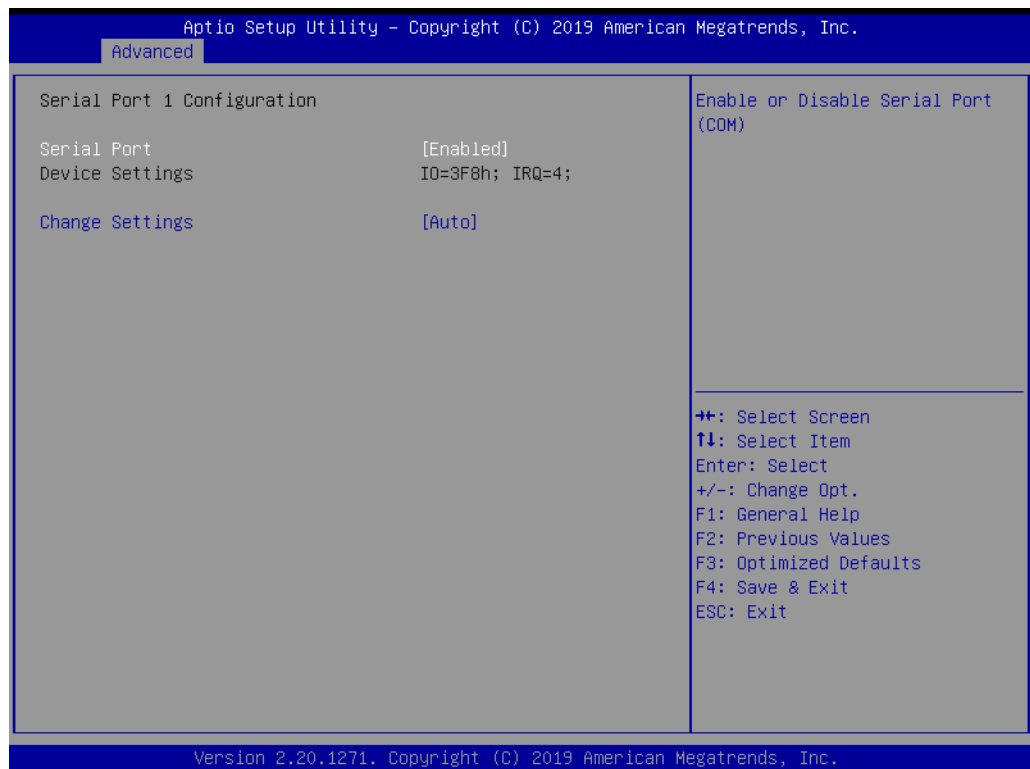 Aptio Setup Utility – Copyright (C) 2019 American Megatrends, Inc.
Advanced
Serial Port 1 Configuration
Serial Port [Enabled]
Device Settings IO=3F8h; IRQ=4;
Change Settings [Auto]
Enable or Disable Serial Port
(COM)
→←: Select Screen
↑↓: Select Item
Enter: Select
+/-: Change Opt.
F1: General Help
F2: Previous Values
F3: Optimized Defaults
F4: Save & Exit
ESC: Exit
Version 2.20.1271. Copyright (C) 2019 American Megatrends, Inc.